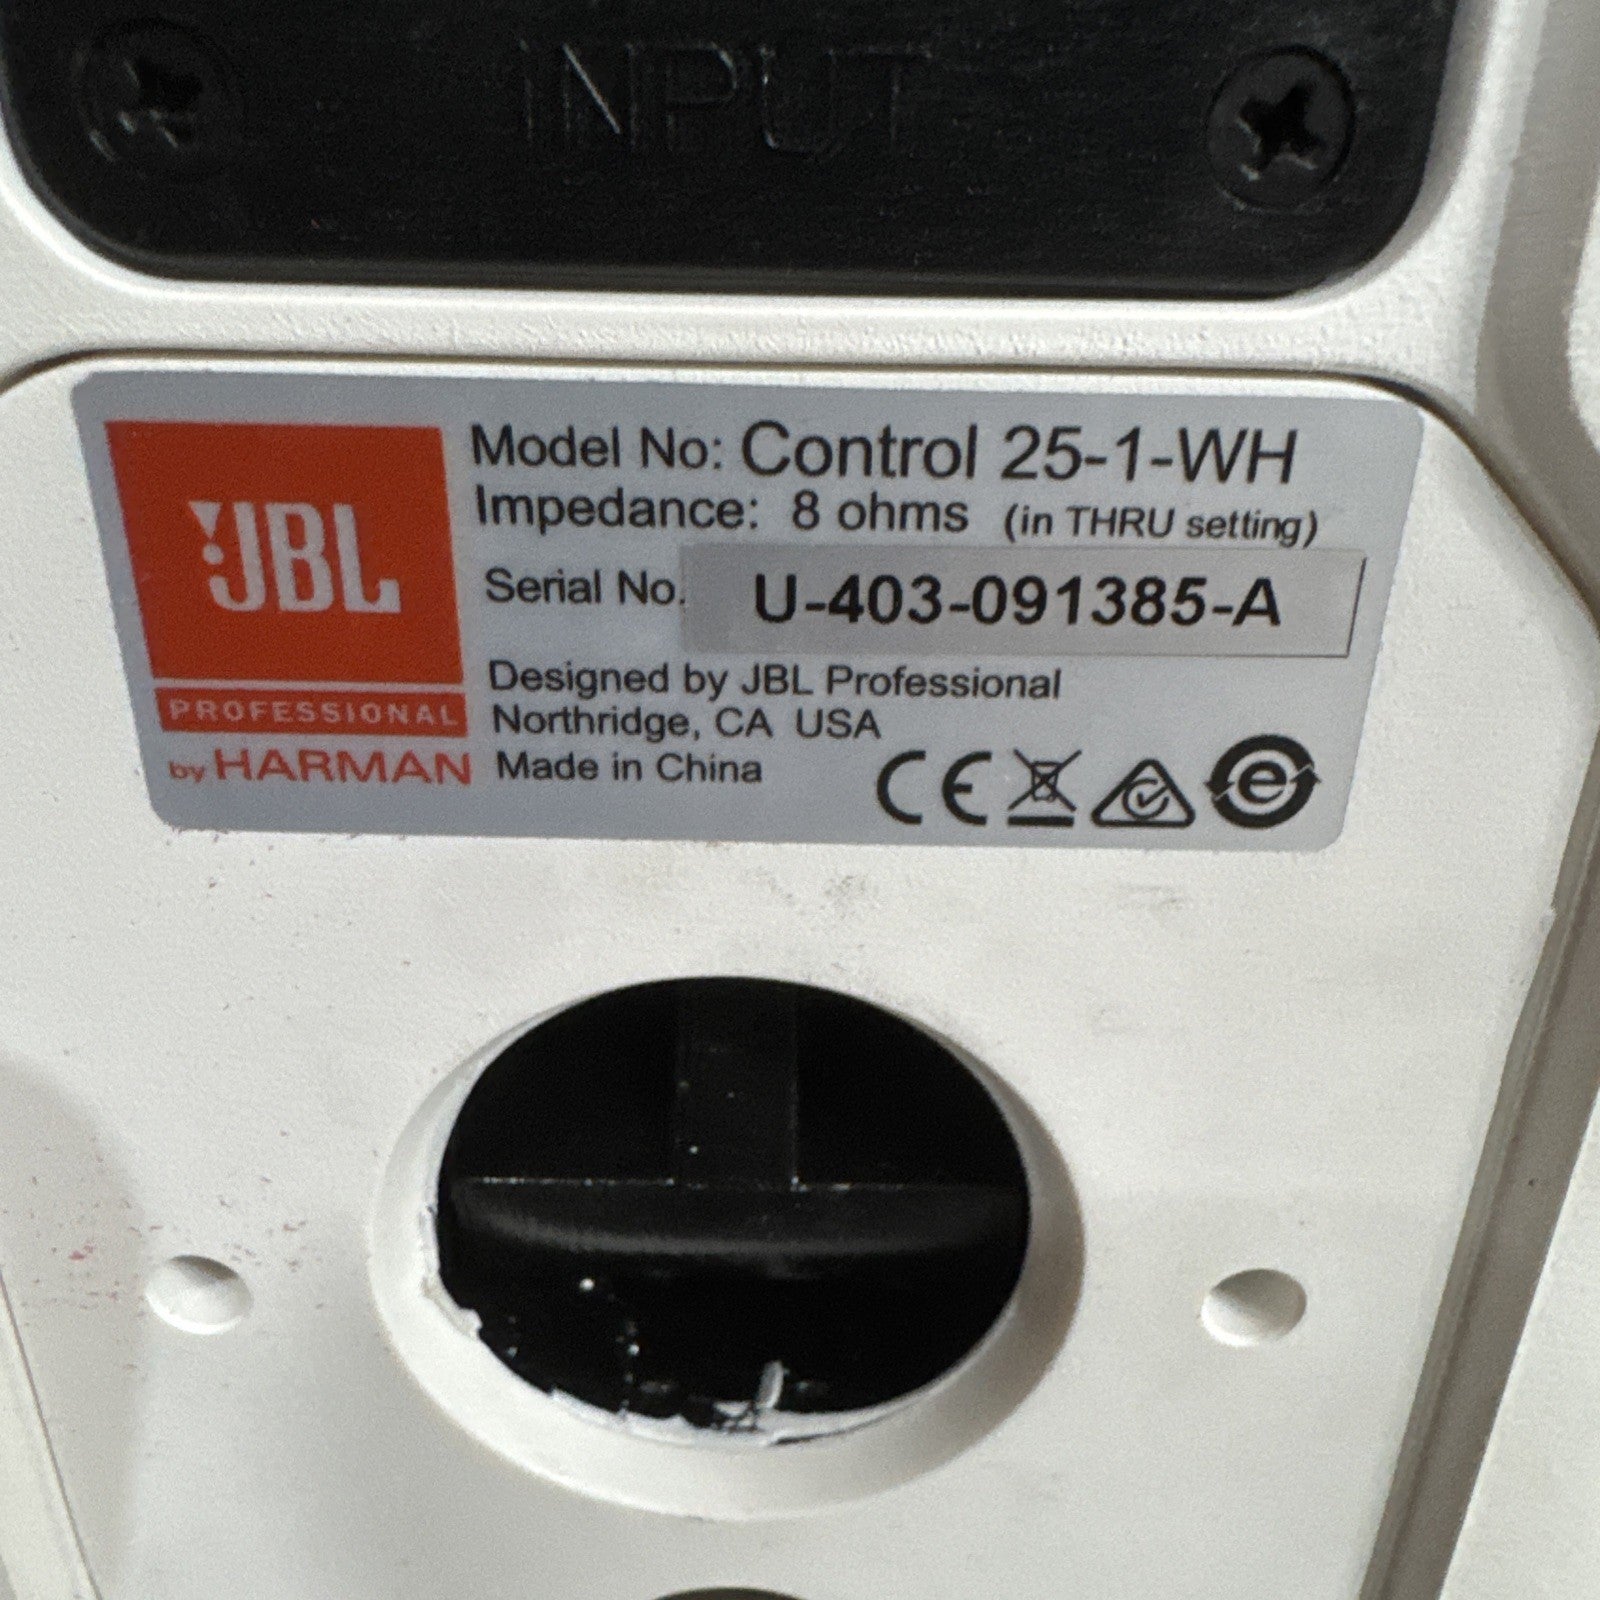 INPUT
JBL
PROFESSIONAL
by HARMAN
Model No: Control 25-1-WH
Impedance: 8 ohms (in THRU setting)
Serial No. U-403-091385-A
Designed by JBL Professional
Northridge, CA USA
Made in China
CE
e